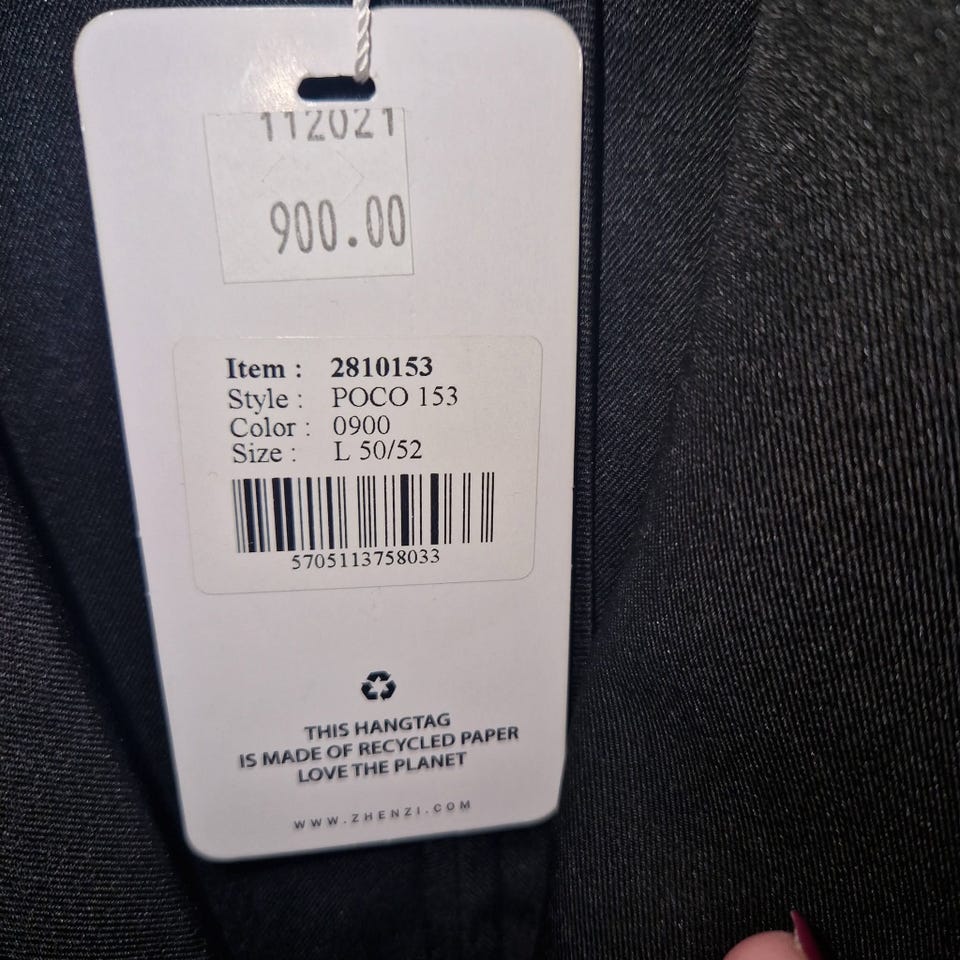 112021
900.00
Item : 2810153
Style : POCO 153
Color : 0900
Size : L 50/52
5705113758033
THIS HANGTAG
IS MADE OF RECYCLED PAPER
LOVE THE PLANET
WWW.ZHENZI.COM